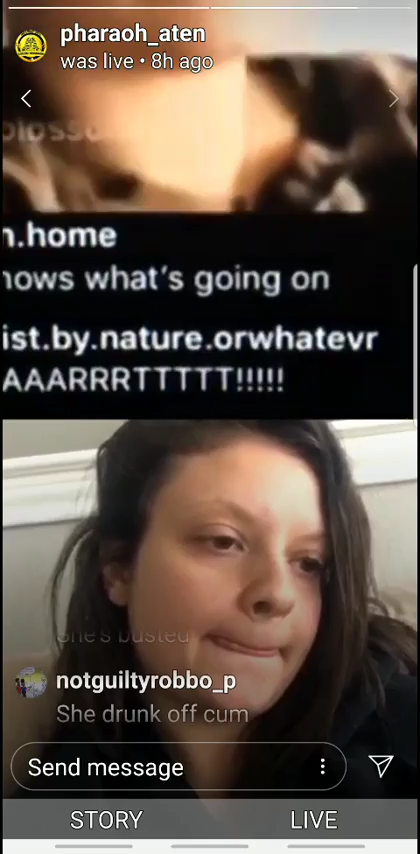 pharaoh_aten
was live • 8h ago
n.home
nows what's going on
ist.by.nature.orwhatevr
AAARRRTTTTT!!!!!
She's busted
notguiltyrobbo_p
She drunk off cum
Send message
STORY LIVE